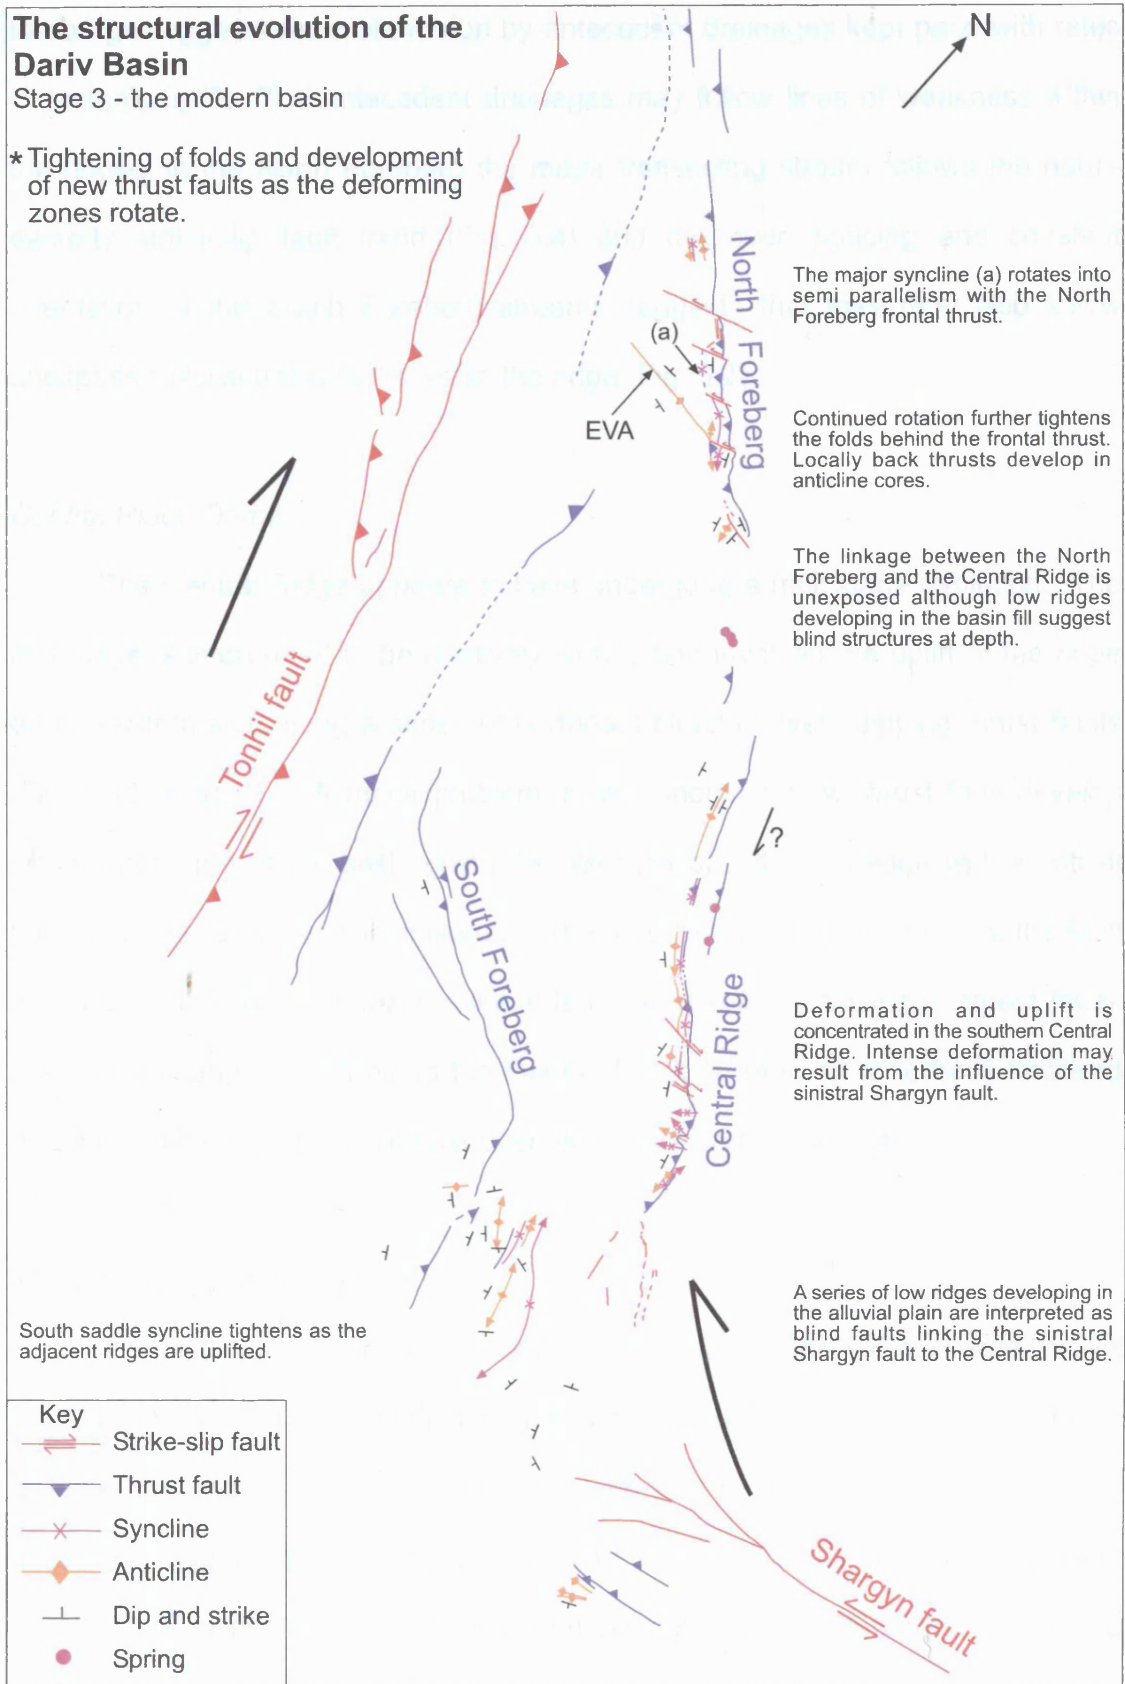 The structural evolution of the
Dariv Basin
Stage 3 - the modern basin
* Tightening of folds and development
of new thrust faults as the deforming
zones rotate.
N
North Foreberg
The major syncline (a) rotates into
semi parallelism with the North
Foreberg frontal thrust.
(a)
EVA
Continued rotation further tightens
the folds behind the frontal thrust.
Locally back thrusts develop in
anticline cores.
The linkage between the North
Foreberg and the Central Ridge is
unexposed although low ridges
developing in the basin fill suggest
blind structures at depth.
Tonhil fault
?
South Foreberg
Central Ridge
Deformation and uplift is
concentrated in the southern Central
Ridge. Intense deformation may
result from the influence of the
sinistral Shargyn fault.
A series of low ridges developing in
the alluvial plain are interpreted as
blind faults linking the sinistral
Shargyn fault to the Central Ridge.
South saddle syncline tightens as the
adjacent ridges are uplifted.
Shargyn fault
Key
Strike-slip fault
Thrust fault
Syncline
Anticline
Dip and strike
Spring